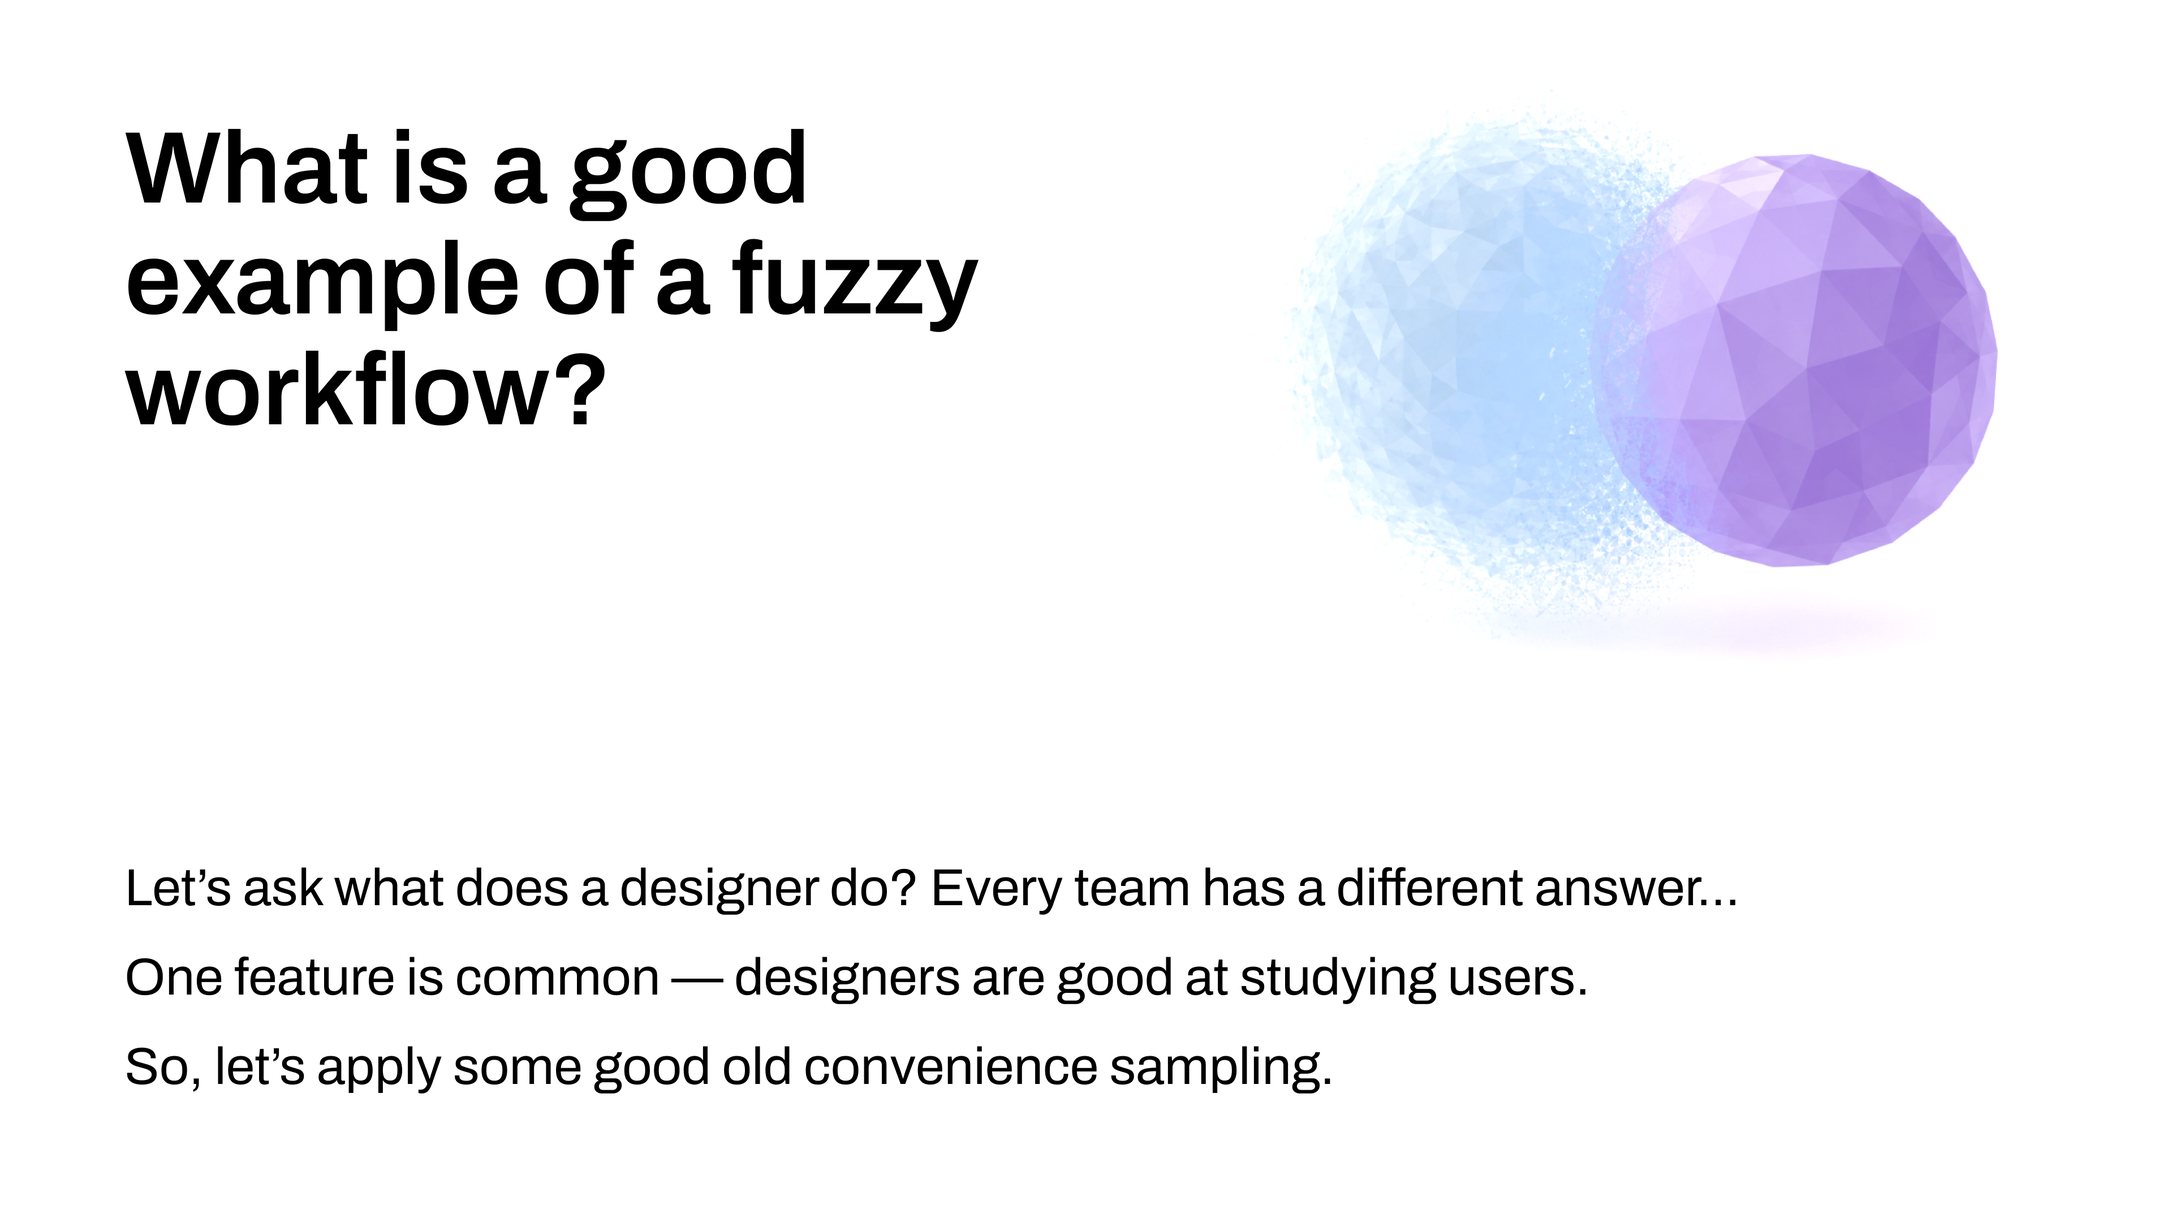 What is a good
example of a fuzzy
workflow?
Let’s ask what does a designer do? Every team has a different answer...
One feature is common — designers are good at studying users.
So, let’s apply some good old convenience sampling.